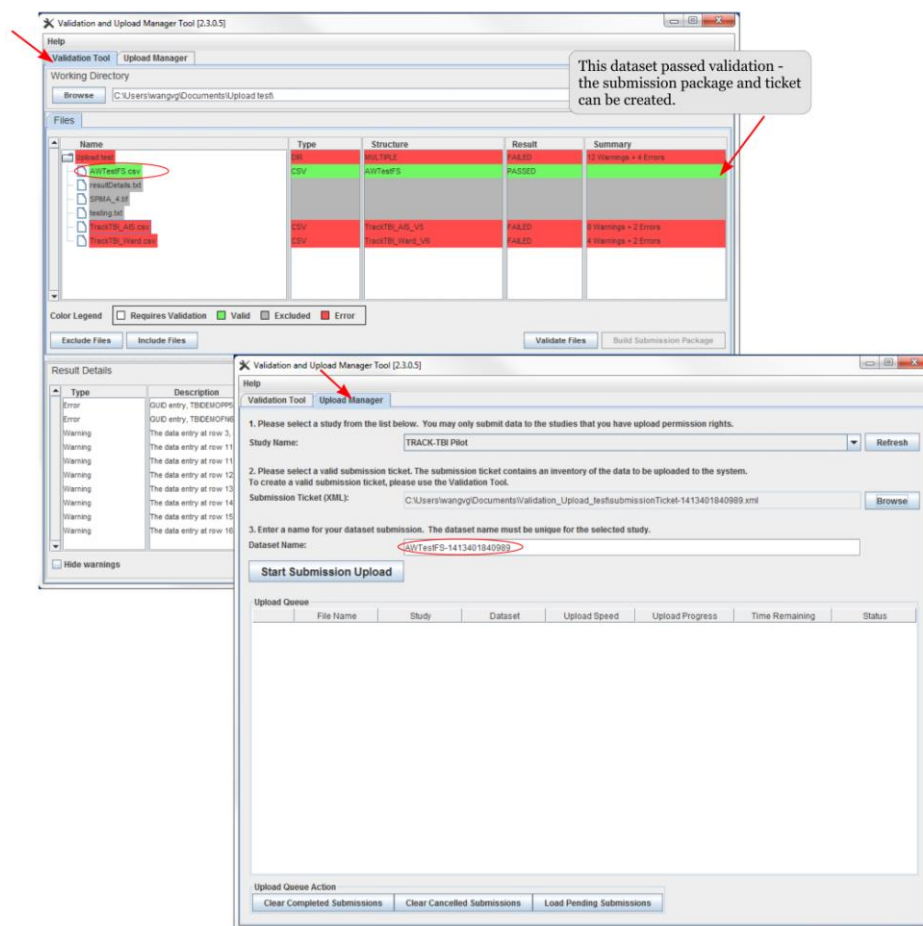 Validation and Upload Manager Tool [2.3.0.5]
Help
Validation Tool Upload Manager
Working Directory
Browse C:\Users\wangvg\Documents\Upload test\
This dataset passed validation -
the submission package and ticket
can be created.
Files
Name Type Structure Result Summary
Upload test DIR MULTIPLE FAILED 12 Warnings + 4 Errors
AWTestFS.csv CSV AWTestFS PASSED
resultDetails.txt
SPIMA_4.tif
testing.txt
TrackTBI_AIS.csv CSV TrackTBI_AIS_V5 FAILED 8 Warnings + 2 Errors
TrackTBI_Ward.csv CSV TrackTBI_Ward_V6 FAILED 4 Warnings + 2 Errors
Color Legend Requires Validation Valid Excluded Error
Exclude Files Include Files Validate Files Build Submission Package
Result Details
Type Description
Error GUID entry,
Error GUID entry,
Warning The data entry at row 3,
Warning The data entry at row 11
Warning The data entry at row 11
Warning The data entry at row 12
Warning The data entry at row 13
Warning The data entry at row 14
Warning The data entry at row 15
Warning The data entry at row 16
Hide warnings
Validation and Upload Manager Tool [2.3.0.5]
Help
Validation Tool Upload Manager
1. Please select a study from the list below. You may only submit data to the studies that you have upload permission rights.
Study Name: TRACK-TBI Pilot Refresh
2. Please select a valid submission ticket. The submission ticket contains an inventory of the data to be uploaded to the system.
To create a valid submission ticket, please use the Validation Tool.
Submission Ticket (XML): C:\Users\wangvg\Documents\Validation_Upload_test\submissionTicket-1413401840989.xml Browse
3. Enter a name for your dataset submission. The dataset name must be unique for the selected study.
Dataset Name: AWTestFS-1413401840989
Start Submission Upload
Upload Queue
File Name Study Dataset Upload Speed Upload Progress Time Remaining Status
Upload Queue Action
Clear Completed Submissions Clear Cancelled Submissions Load Pending Submissions